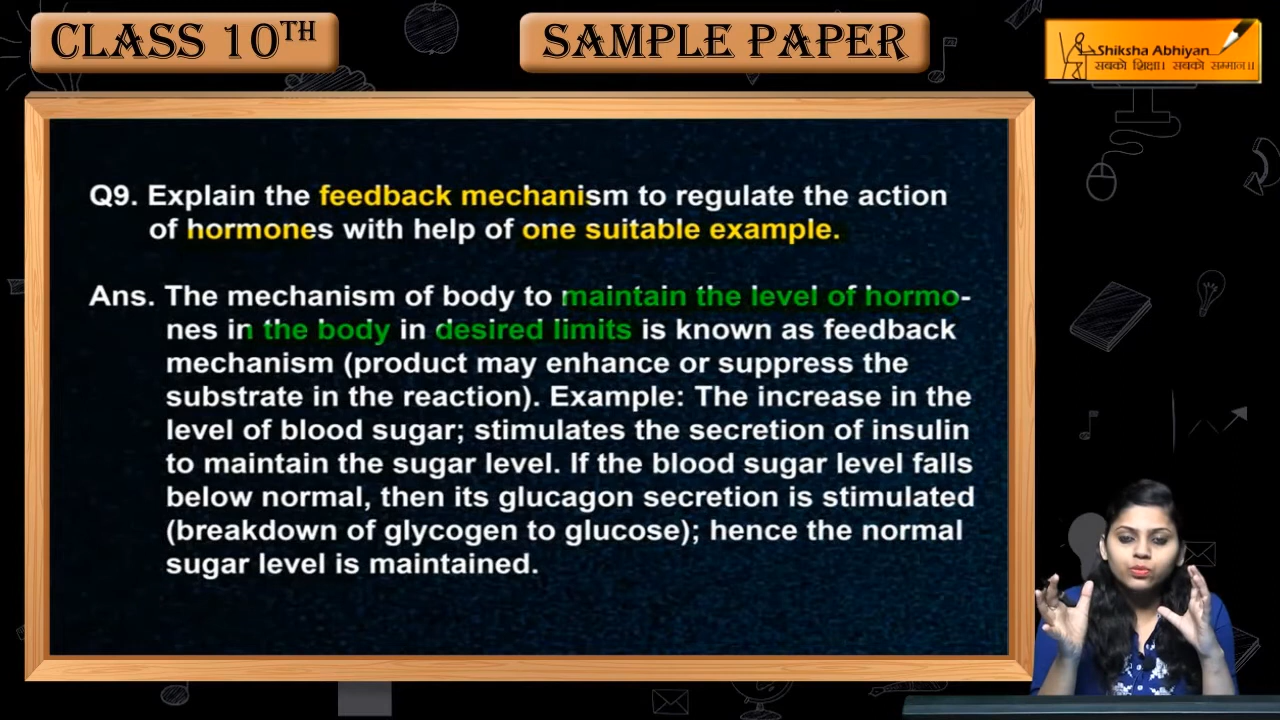 CLASS 10TH
SAMPLE PAPER
Shiksha Abhiyan
सबको शिक्षा। सबको सम्मान॥
Q9. Explain the feedback mechanism to regulate the action
of hormones with help of one suitable example.
Ans. The mechanism of body to maintain the level of hormo-
nes in the body in desired limits is known as feedback
mechanism (product may enhance or suppress the
substrate in the reaction). Example: The increase in the
level of blood sugar; stimulates the secretion of insulin
to maintain the sugar level. If the blood sugar level falls
below normal, then its glucagon secretion is stimulated
(breakdown of glycogen to glucose); hence the normal
sugar level is maintained.